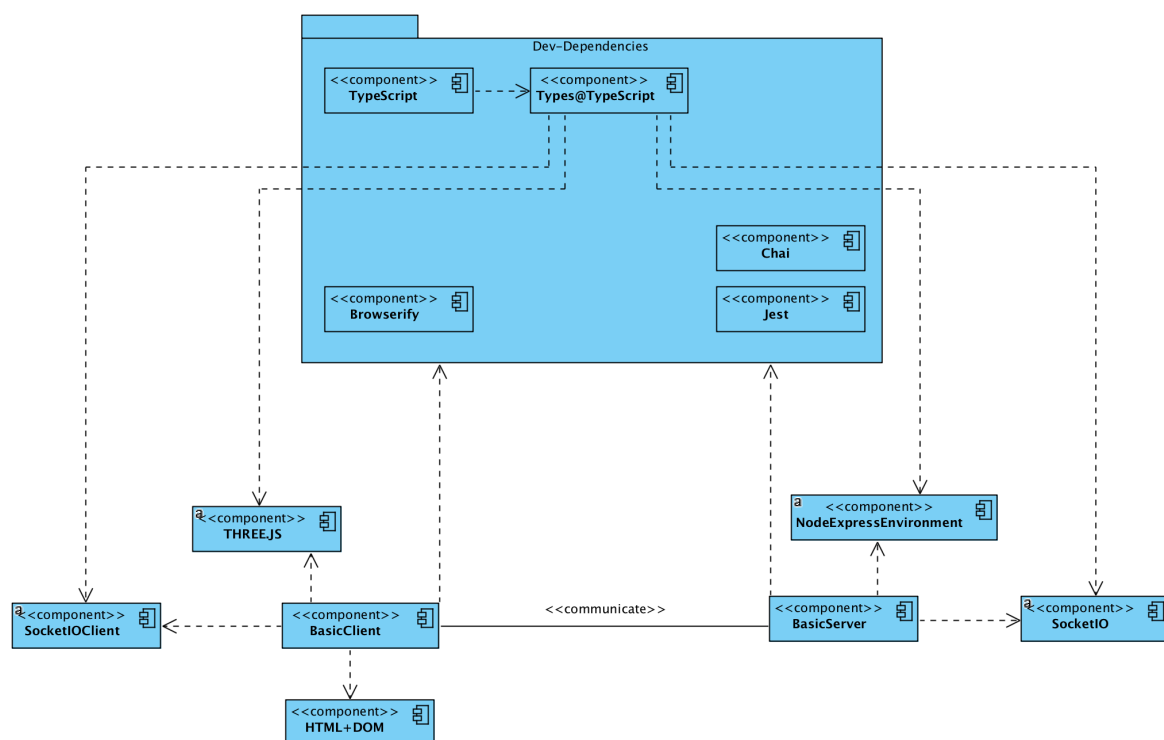 Dev-Dependencies
<<component>>
TypeScript
<<component>>
Types@TypeScript
<<component>>
Chai
<<component>>
Browserify
<<component>>
Jest
a
<<component>>
THREE.JS
a
<<component>>
NodeExpressEnvironment
a
<<component>>
SocketIOClient
<<component>>
BasicClient
<<communicate>>
<<component>>
BasicServer
a
<<component>>
SocketIO
<<component>>
HTML+DOM